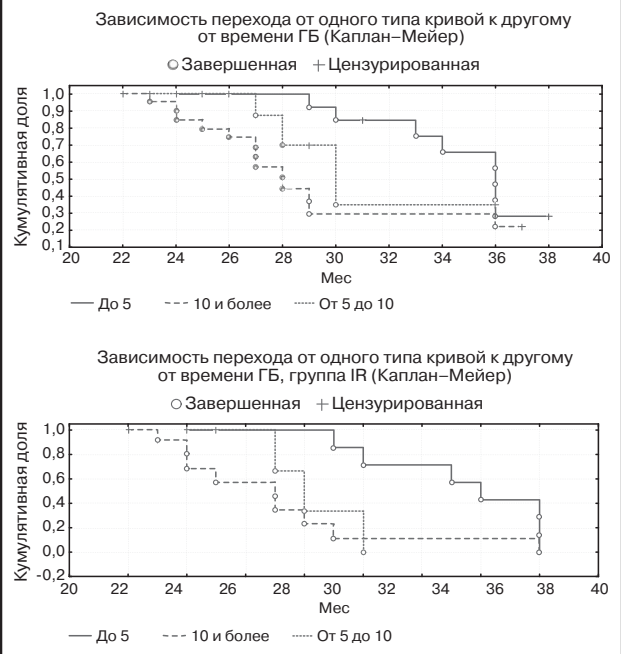 Зависимость перехода от одного типа кривой к другому
от времени ГБ (Каплан–Мейер)
Завершенная Цензурированная
Кумулятивная доля
1,0
0,9
0,8
0,7
0,6
0,5
0,4
0,3
0,2
0,1
20 22 24 26 28 30 32 34 36 38 40
Мес
До 5 10 и более От 5 до 10
Зависимость перехода от одного типа кривой к другому
от времени ГБ, группа IR (Каплан–Мейер)
Завершенная Цензурированная
Кумулятивная доля
1,0
0,8
0,6
0,4
0,2
0,0
-0,2
20 22 24 26 28 30 32 34 36 38 40
Мес
До 5 10 и более От 5 до 10